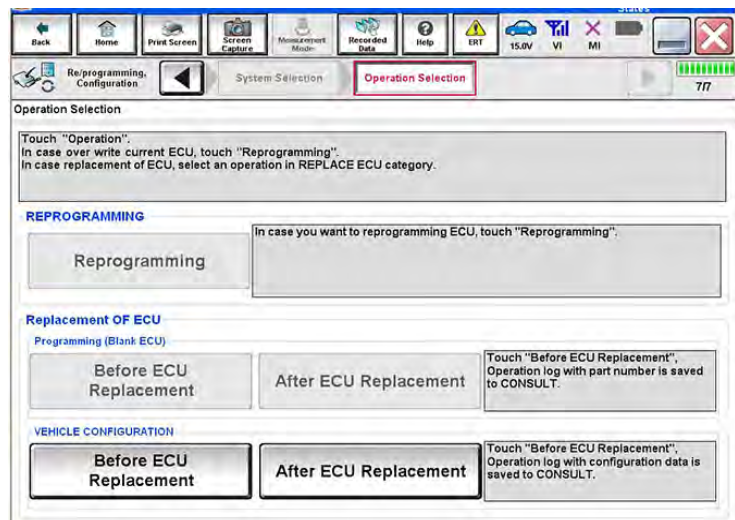 States
Back
Home
Print Screen
Screen
Capture
Measurement
Mode
Recorded
Data
Help
ERT
15.0V
VI
MI
Re/programming,
Configuration
System Selection
Operation Selection
7/7
Operation Selection
Touch "Operation".
In case over write current ECU, touch "Reprogramming".
In case replacement of ECU, select an operation in REPLACE ECU category.
REPROGRAMMING
Reprogramming
In case you want to reprogramming ECU, touch "Reprogramming".
Replacement OF ECU
Programming (Blank ECU)
Before ECU
Replacement
After ECU Replacement
Touch "Before ECU Replacement",
Operation log with part number is saved
to CONSULT.
VEHICLE CONFIGURATION
Before ECU
Replacement
After ECU Replacement
Touch "Before ECU Replacement",
Operation log with configuration data is
saved to CONSULT.